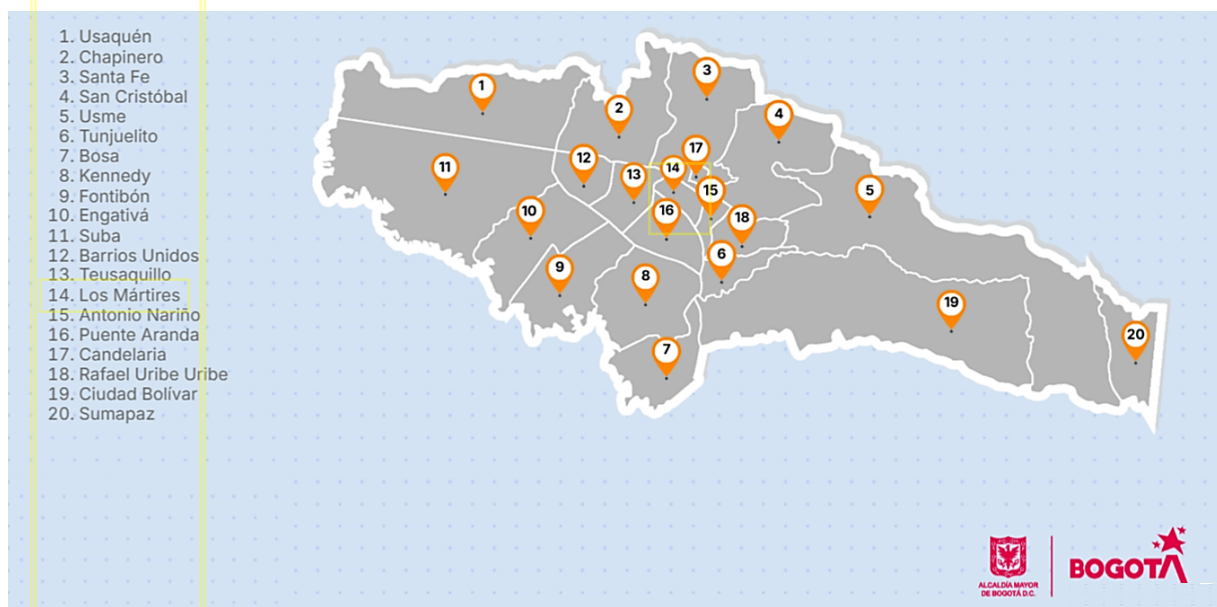 1. Usaquén
2. Chapinero
3. Santa Fe
4. San Cristóbal
5. Usme
6. Tunjuelito
7. Bosa
8. Kennedy
9. Fontibón
10. Engativá
11. Suba
12. Barrios Unidos
13. Teusaquillo
14. Los Mártires
15. Antonio Nariño
16. Puente Aranda
17. Candelaria
18. Rafael Uribe Uribe
19. Ciudad Bolívar
20. Sumapaz
3
1
2
4
17
12
14
11
13
5
15
10
16
18
6
9
8
19
20
7
ALCALDÍA MAYOR
DE BOGOTÁ D.C.
BOGOTÁ